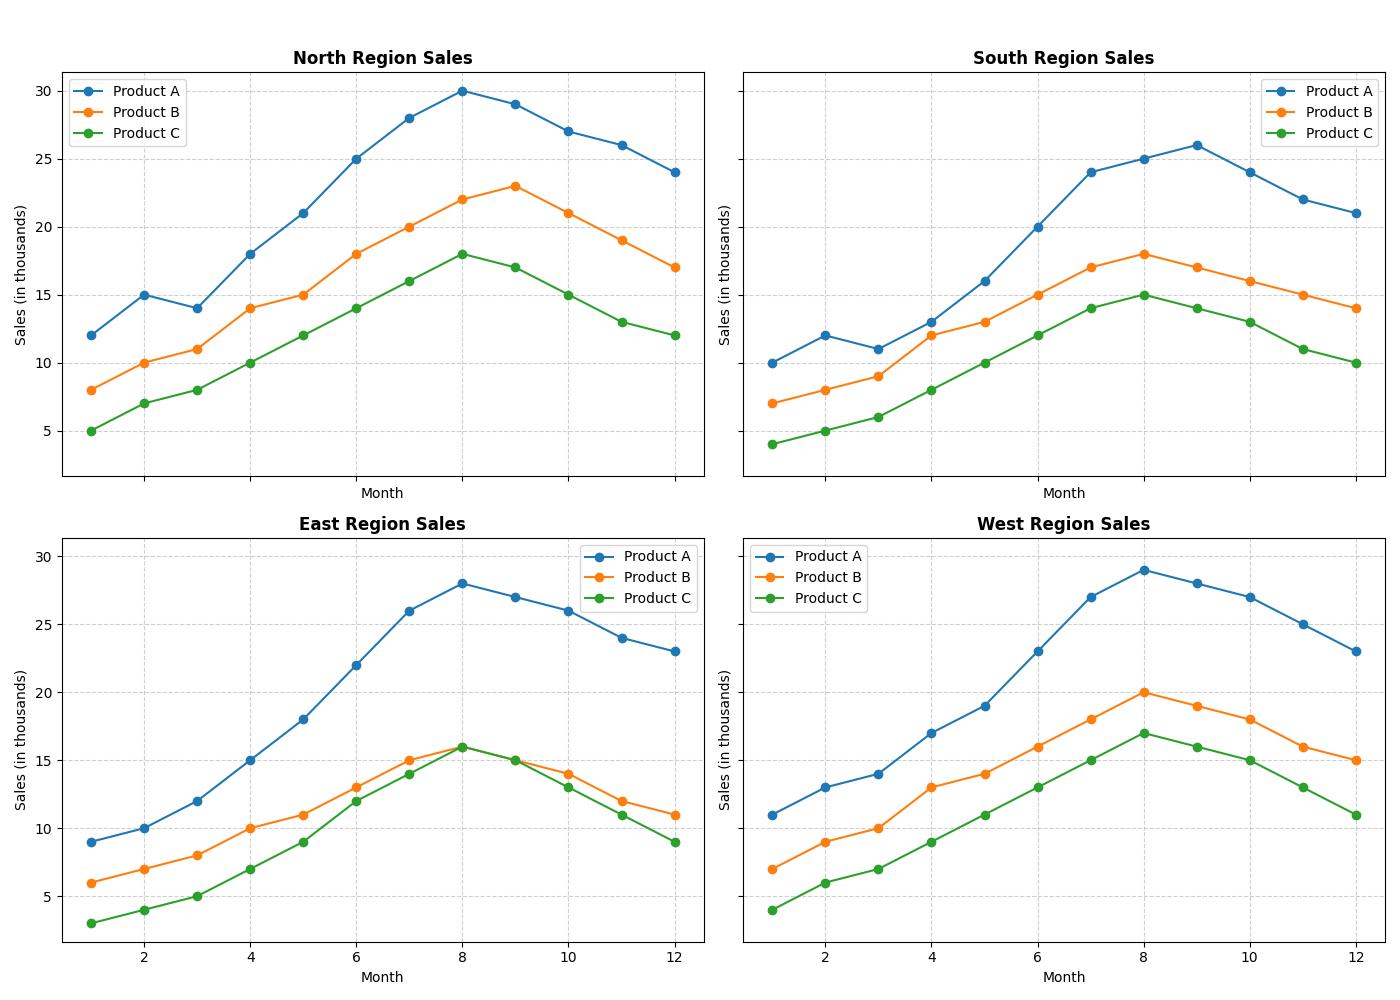 North Region Sales
Product A
Product B
Product C
30
25
20
15
10
5
Sales (in thousands)
Month
South Region Sales
Product A
Product B
Product C
Sales (in thousands)
Month
East Region Sales
Product A
Product B
Product C
30
25
20
15
10
5
Sales (in thousands)
2 4 6 8 10 12
Month
West Region Sales
Product A
Product B
Product C
Sales (in thousands)
2 4 6 8 10 12
Month